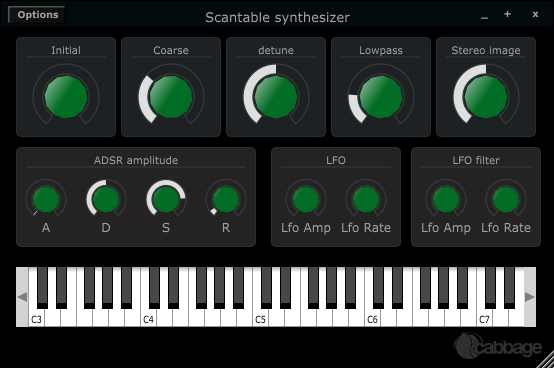 Options
Scantable synthesizer
_ + x
Initial
Coarse
detune
Lowpass
Stereo image
ADSR amplitude
A D S R
LFO
Lfo Amp Lfo Rate
LFO filter
Lfo Amp Lfo Rate
C3 C4 C5 C6 C7
cabbage